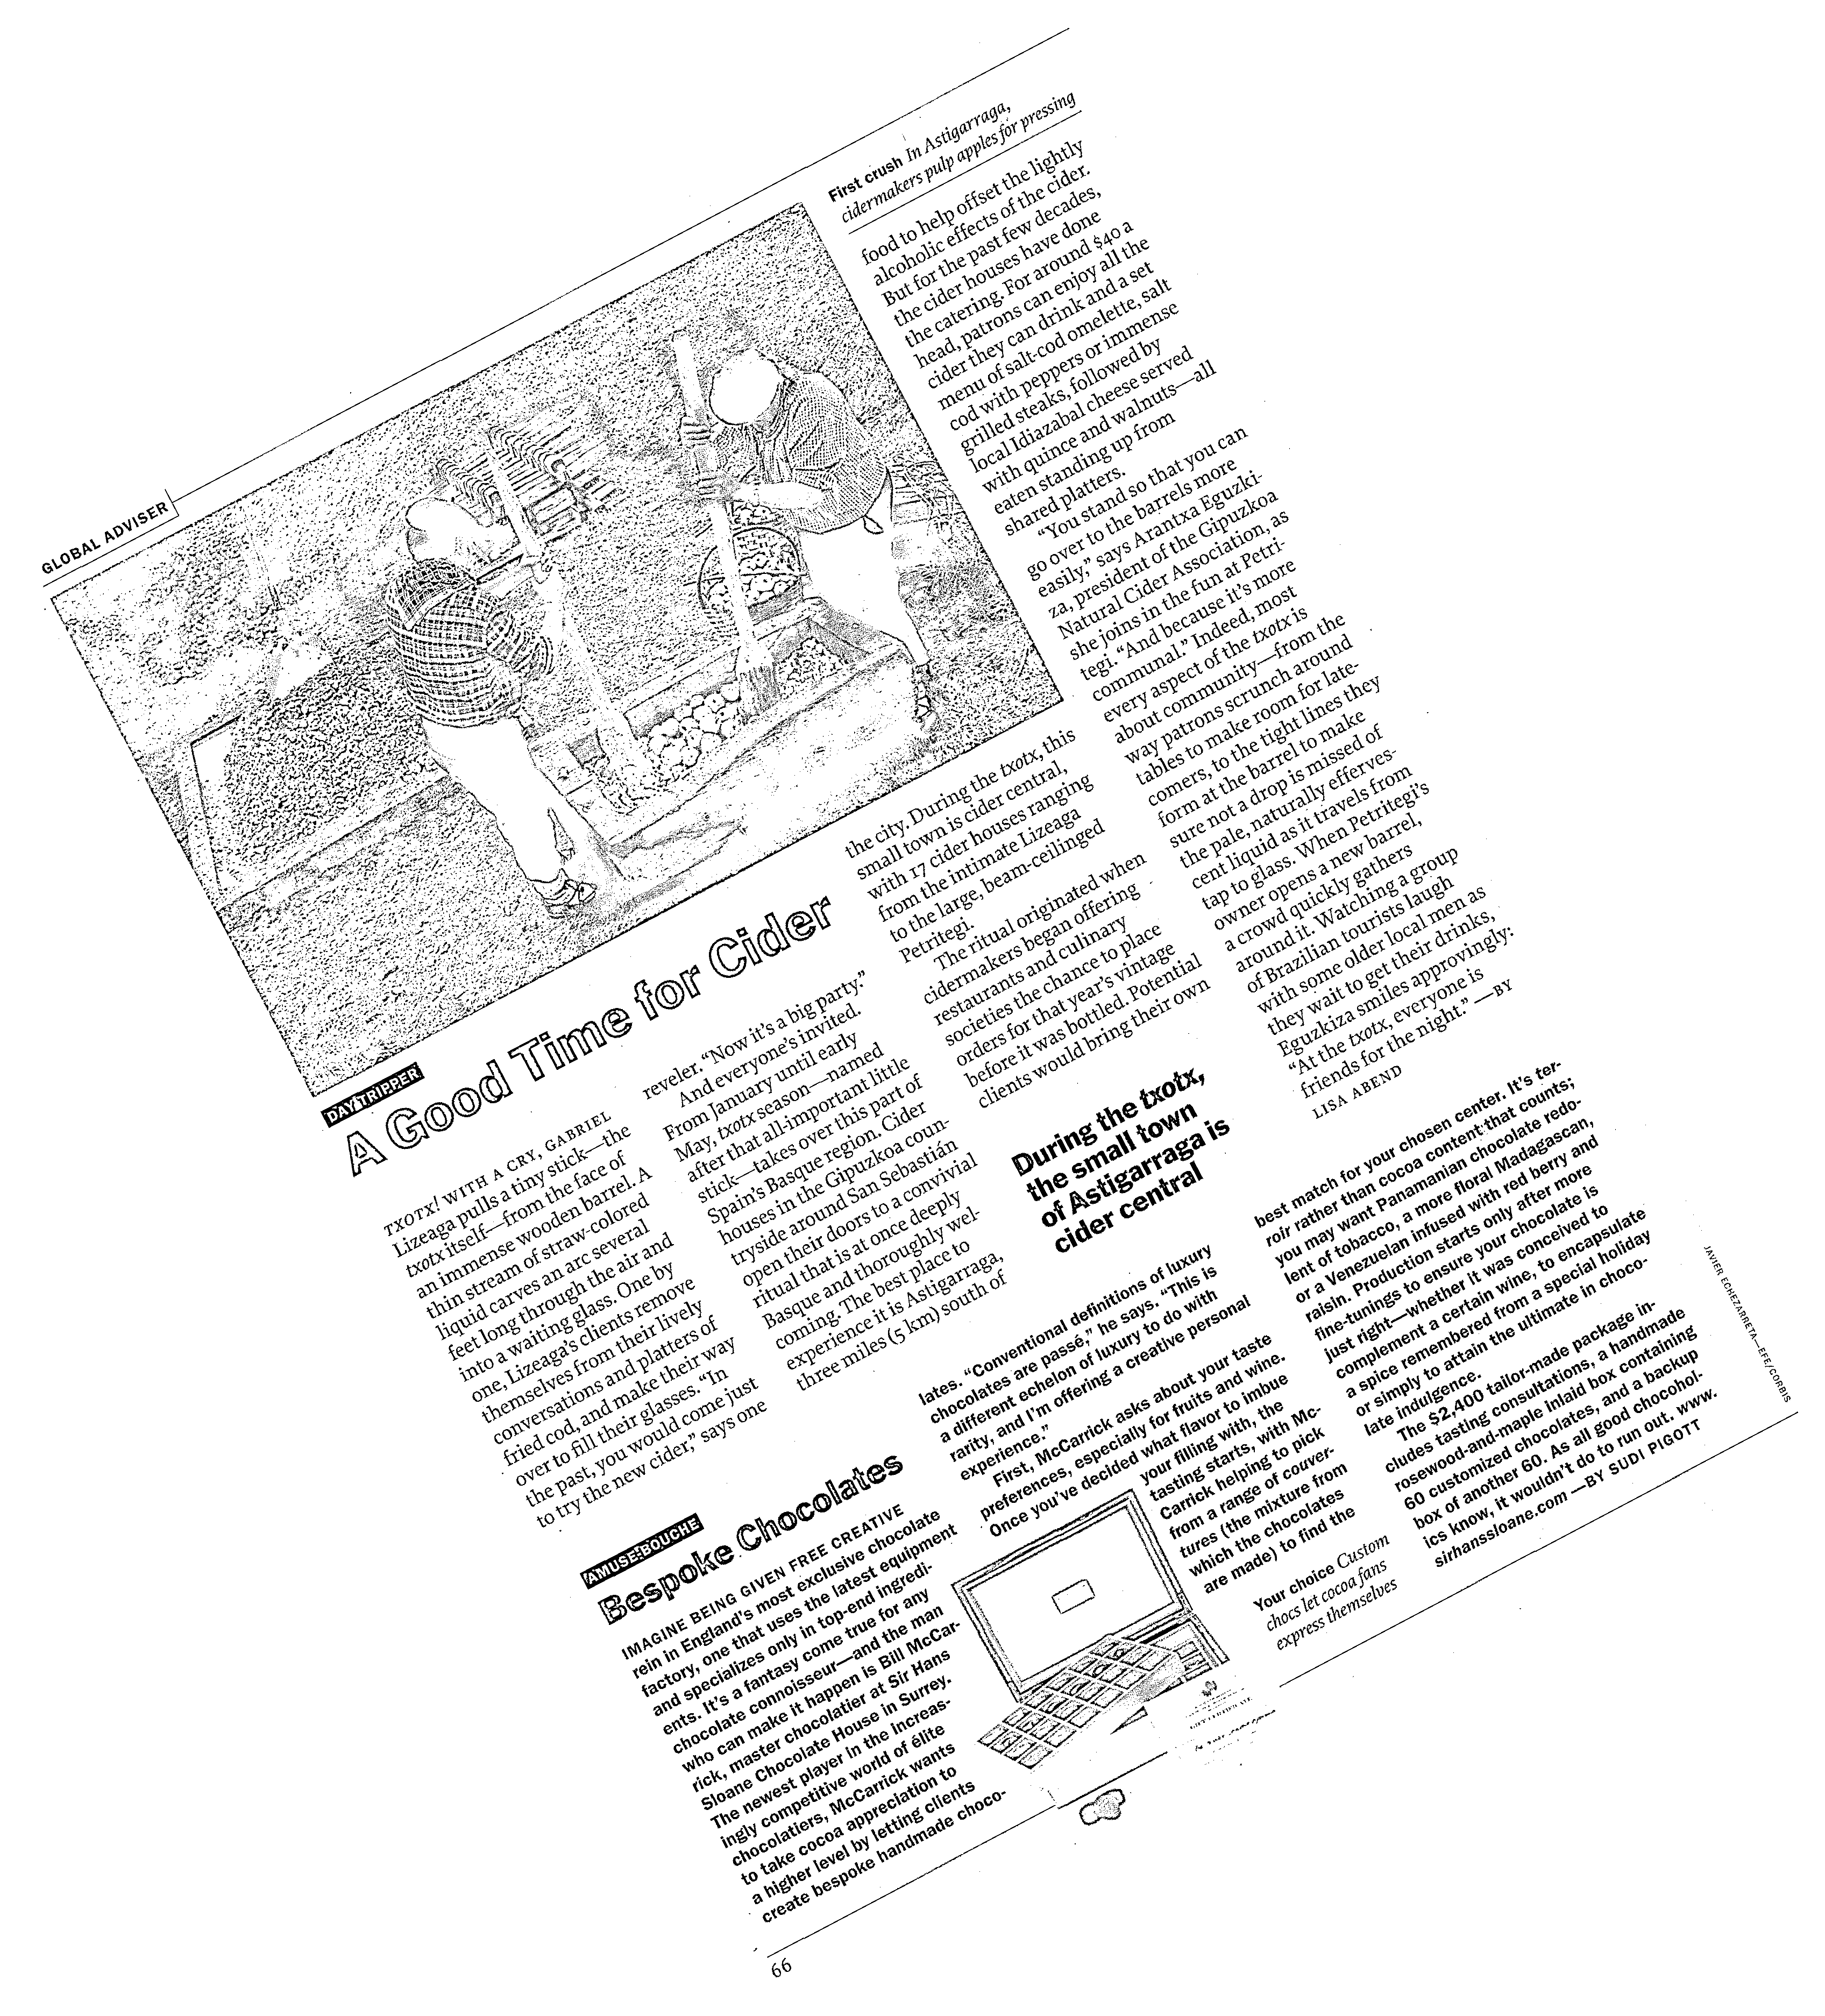 GLOBAL ADVISER
First crush In Astigarraga,
cidermakers pulp apples for pressing
DAY TRIPPER
A Good Time for Cider
TXOTX! WITH A CRY, GABRIEL
Lizeaga pulls a tiny stick—the
txotx itself—from the face of
an immense wooden barrel. A
thin stream of straw-colored
liquid carves an arc several
feet long through the air and
into a waiting glass. One by
one, Lizeaga's clients remove
themselves from their lively
conversations and platters of
fried cod, and make their way
over to fill their glasses. “In
the past, you would come just
to try the new cider,” says one
reveler. “Now it's a big party.”
And everyone's invited.
From January until early
May, txotx season—named
after that all-important little
stick—takes over this part of
Spain's Basque region. Cider
houses in the Gipuzkoa coun-
tryside around San Sebastián
open their doors to a convivial
ritual that is at once deeply
Basque and thoroughly wel-
coming. The best place to
experience it is Astigarraga,
three miles (5 km) south of
the city. During the txotx, this
small town is cider central,
with 17 cider houses ranging
from the intimate Lizeaga
to the large, beam-ceilinged
Petritegi.
The ritual originated when
cidermakers began offering
restaurants and culinary
societies the chance to place
orders for that year's vintage
before it was bottled. Potential
clients would bring their own
food to help offset the lightly
alcoholic effects of the cider.
But for the past few decades,
the cider houses have done
the catering. For around $40 a
head, patrons can enjoy all the
cider they can drink and a set
menu of salt-cod omelette, salt
cod with peppers or immense
grilled steaks, followed by
local Idiazabal cheese served
with quince and walnuts—all
eaten standing up from
shared platters.
“You stand so that you can
go over to the barrels more
easily,” says Arantxa Eguzki-
za, president of the Gipuzkoa
Natural Cider Association, as
she joins in the fun at Petri-
tegi. “And because it's more
communal.” Indeed, most
every aspect of the txotx is
about community—from the
way patrons scrunch around
tables to make room for late-
comers, to the tight lines they
form at the barrel to make
sure not a drop is missed of
the pale, naturally efferves-
cent liquid as it travels from
tap to glass. When Petritegi's
owner opens a new barrel,
a crowd quickly gathers
around it. Watching a group
of Brazilian tourists laugh
with some older local men as
they wait to get their drinks,
Eguzkiza smiles approvingly:
“At the txotx, everyone is
friends for the night.” —BY
LISA ABEND
During the txotx,
the small town
of Astigarraga is
cider central
AMUSE-BOUCHE
Bespoke Chocolates
IMAGINE BEING GIVEN FREE CREATIVE
rein in England's most exclusive chocolate
factory, one that uses the latest equipment
and specializes only in top-end ingredi-
ents. It's a fantasy come true for any
chocolate connoisseur—and the man
who can make it happen is Bill McCar-
rick, master chocolatier at Sir Hans
Sloane Chocolate House in Surrey.
The newest player in the increas-
ingly competitive world of élite
chocolatiers, McCarrick wants
to take cocoa appreciation to
a higher level by letting clients
create bespoke handmade choco-
lates. “Conventional definitions of luxury
chocolates are passé,” he says. “This is
a different echelon of luxury to do with
rarity, and I'm offering a creative personal
experience.”
First, McCarrick asks about your taste
preferences, especially for fruits and wine.
Once you've decided what flavor to imbue
your filling with, the
tasting starts, with Mc-
Carrick helping to pick
from a range of couver-
tures (the mixture from
which the chocolates
are made) to find the
best match for your chosen center. It's ter-
roir rather than cocoa content that counts;
you may want Panamanian chocolate redo-
lent of tobacco, a more floral Madagascan,
or a Venezuelan infused with red berry and
raisin. Production starts only after more
fine-tunings to ensure your chocolate is
just right—whether it was conceived to
complement a certain wine, to encapsulate
a spice remembered from a special holiday
or simply to attain the ultimate in choco-
late indulgence.
The $2,400 tailor-made package in-
cludes tasting consultations, a handmade
rosewood-and-maple inlaid box containing
60 customized chocolates, and a backup
box of another 60. As all good chocohol-
ics know, it wouldn't do to run out. www.
sirhanssloane.com —BY SUDI PIGOTT
Your choice Custom
chocs let cocoa fans
express themselves
JAVIER ECHEZARRETA—EFE/CORBIS
66